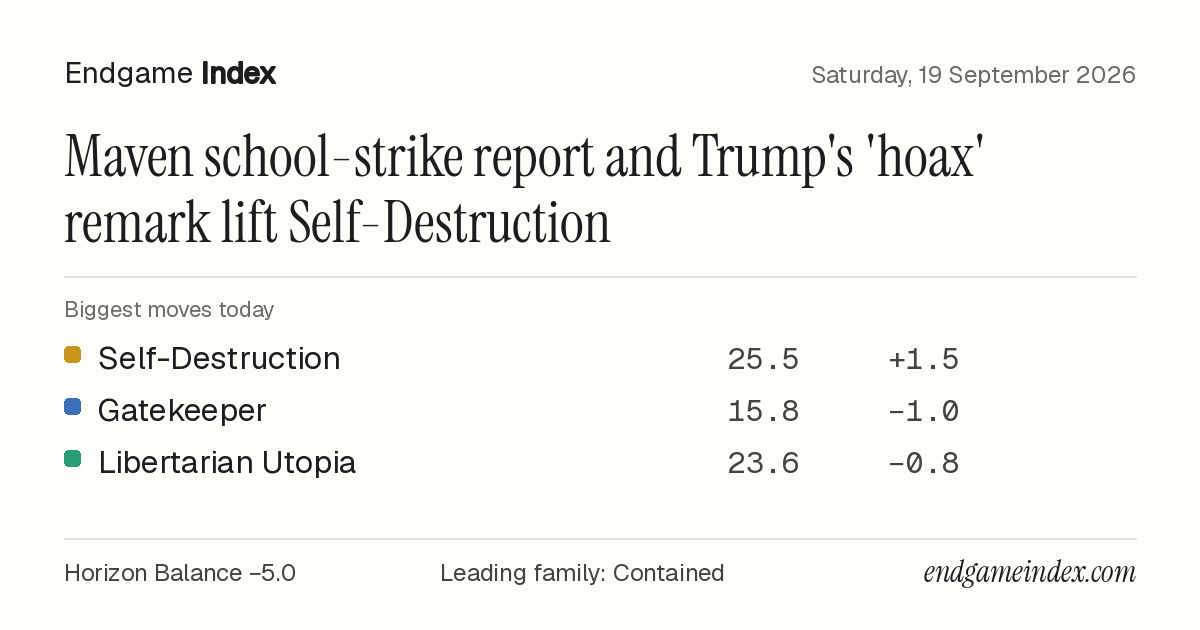 Endgame Index
Saturday, 19 September 2026
Maven school-strike report and Trump's 'hoax'
remark lift Self-Destruction
Biggest moves today
Self-Destruction 25.5 +1.5
Gatekeeper 15.8 −1.0
Libertarian Utopia 23.6 −0.8
Horizon Balance −5.0
Leading family: Contained
endgameindex.com